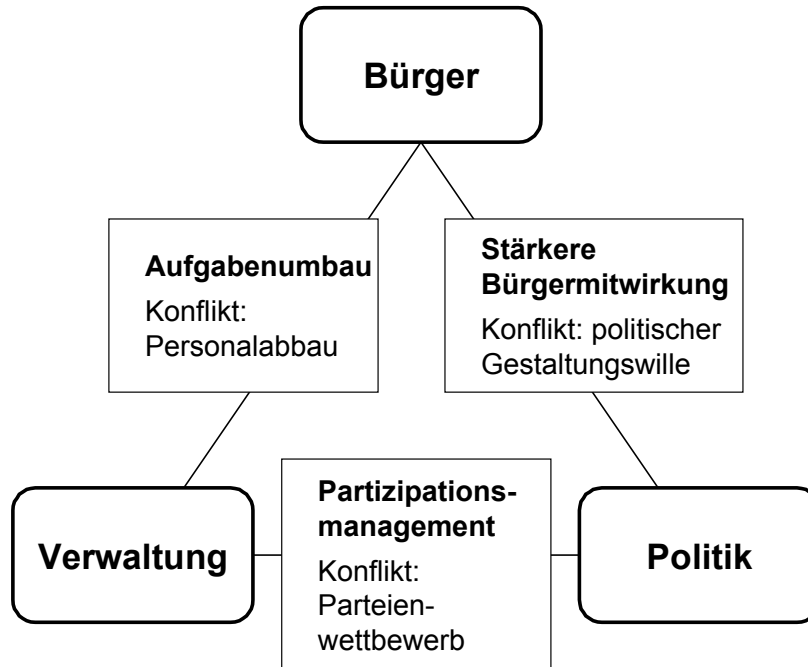 Bürger
Aufgabenumbau
Konflikt:
Personalabbau
Stärkere
Bürgermitwirkung
Konflikt: politischer
Gestaltungswille
Verwaltung
Partizipations-
management
Konflikt:
Parteien-
wettbewerb
Politik